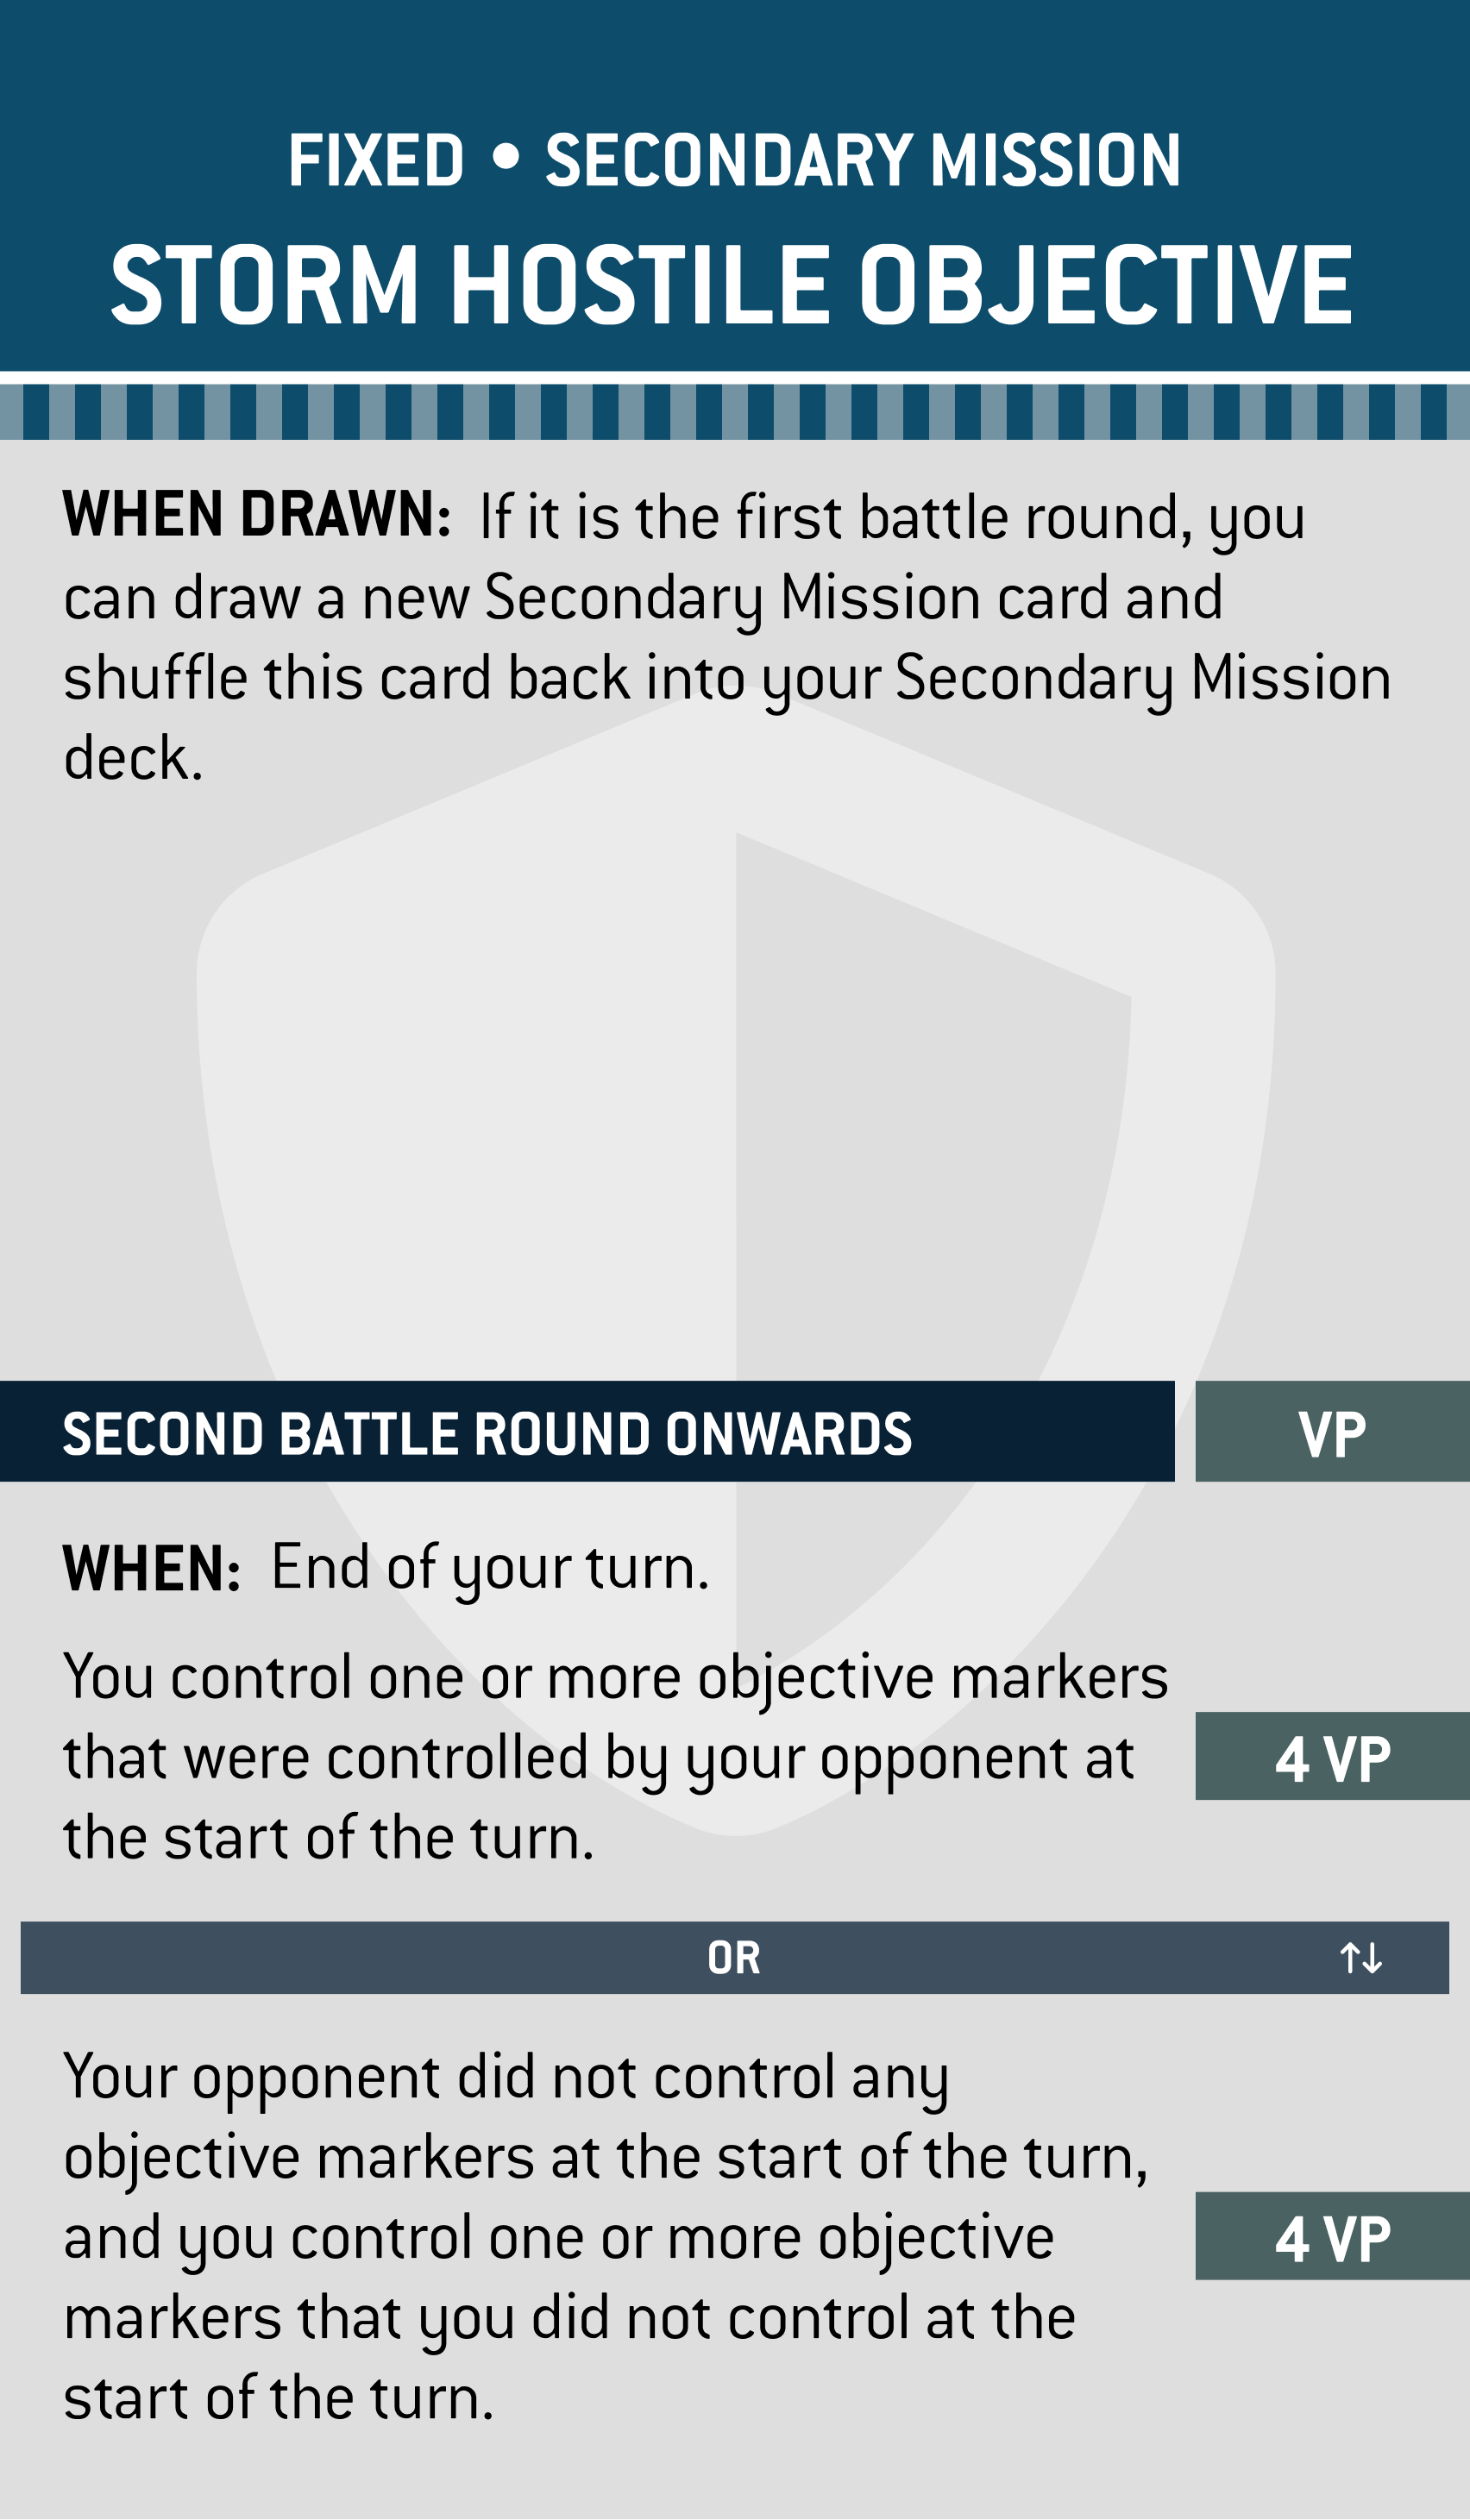 FIXED • SECONDARY MISSION
STORM HOSTILE OBJECTIVE
WHEN DRAWN: If it is the first battle round, you
can draw a new Secondary Mission card and
shuffle this card back into your Secondary Mission
deck.
SECOND BATTLE ROUND ONWARDS
VP
WHEN: End of your turn.
You control one or more objective markers
that were controlled by your opponent at
the start of the turn.
4 VP
OR ↑↓
Your opponent did not control any
objective markers at the start of the turn,
and you control one or more objective
markers that you did not control at the
start of the turn.
4 VP